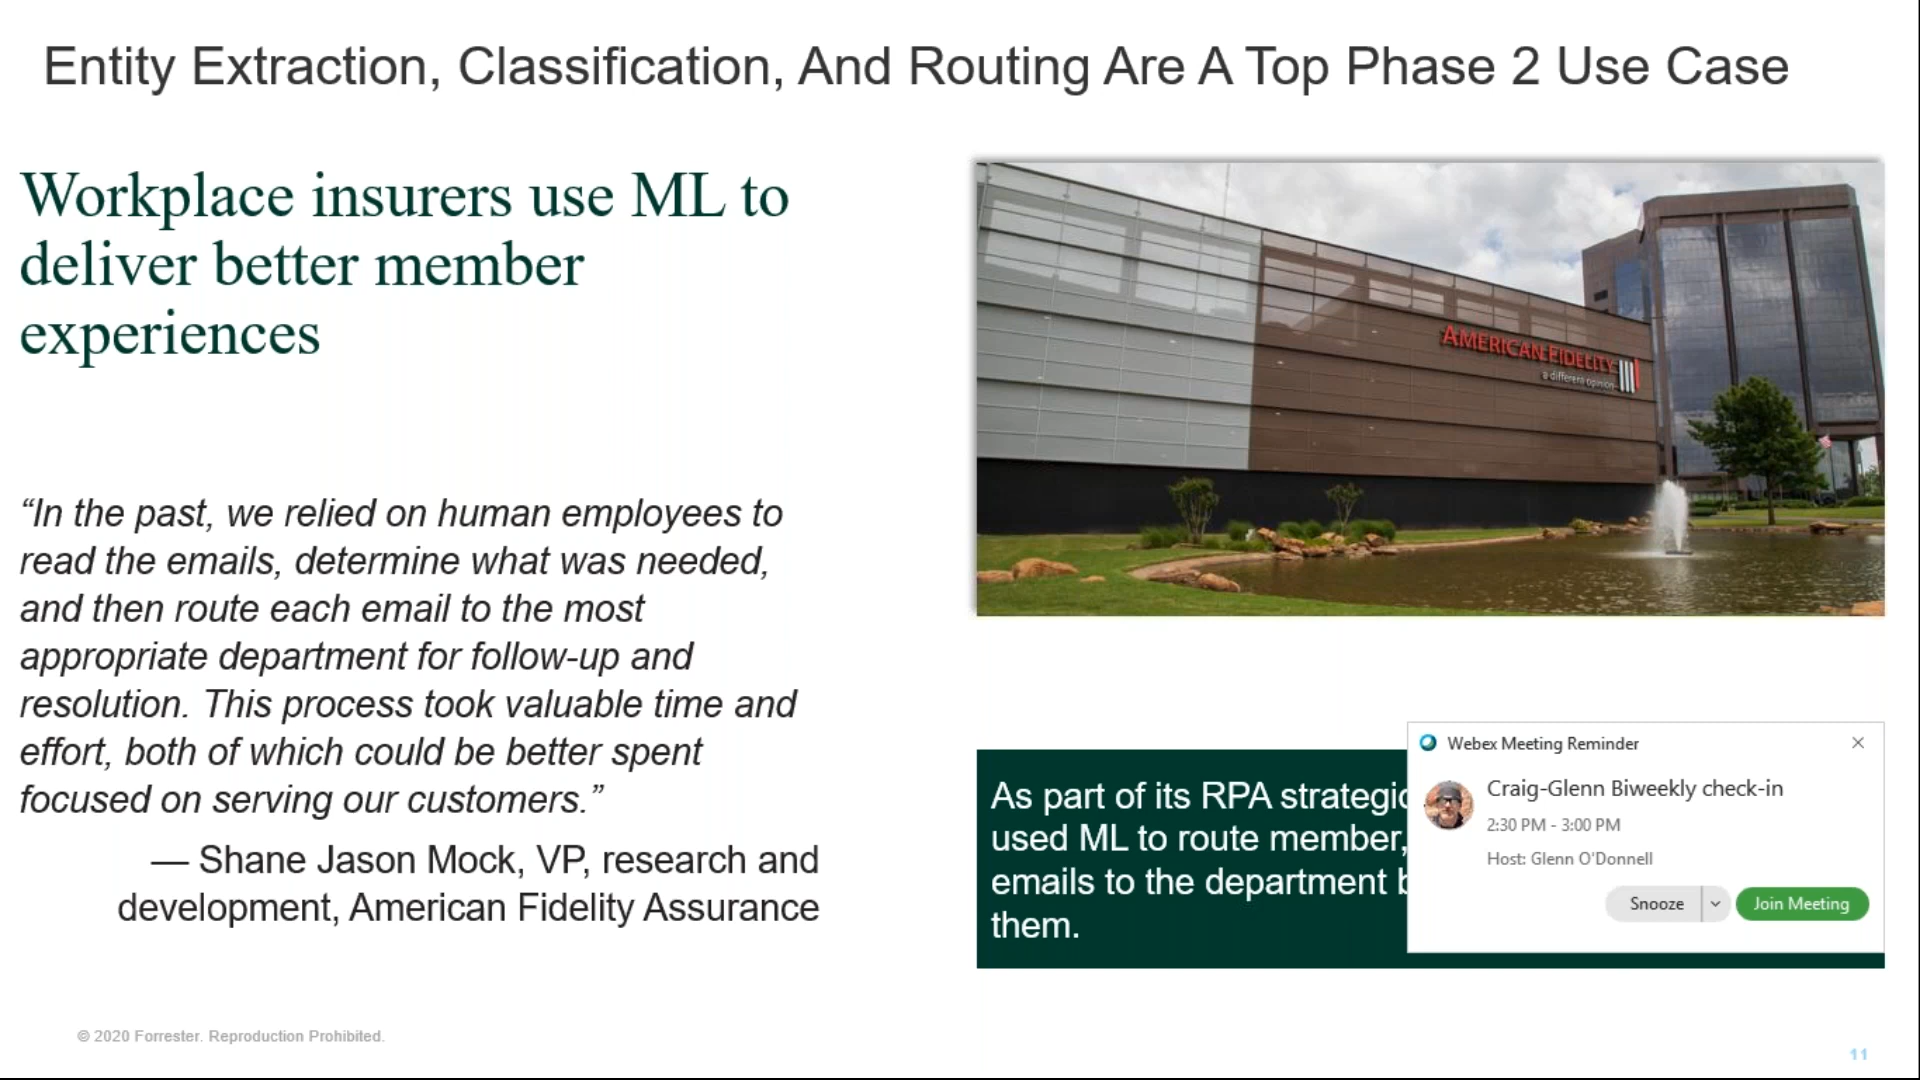 Entity Extraction, Classification, And Routing Are A Top Phase 2 Use Case
Workplace insurers use ML to
deliver better member
experiences
“In the past, we relied on human employees to
read the emails, determine what was needed,
and then route each email to the most
appropriate department for follow-up and
resolution. This process took valuable time and
effort, both of which could be better spent
focused on serving our customers.”
— Shane Jason Mock, VP, research and
development, American Fidelity Assurance
AMERICAN FIDELITY
a different opinion
As part of its RPA
used ML to route member,
emails to the department
them.
Webex Meeting Reminder
Craig-Glenn Biweekly check-in
2:30 PM - 3:00 PM
Host: Glenn O'Donnell
Snooze
Join Meeting
© 2020 Forrester. Reproduction Prohibited.
11